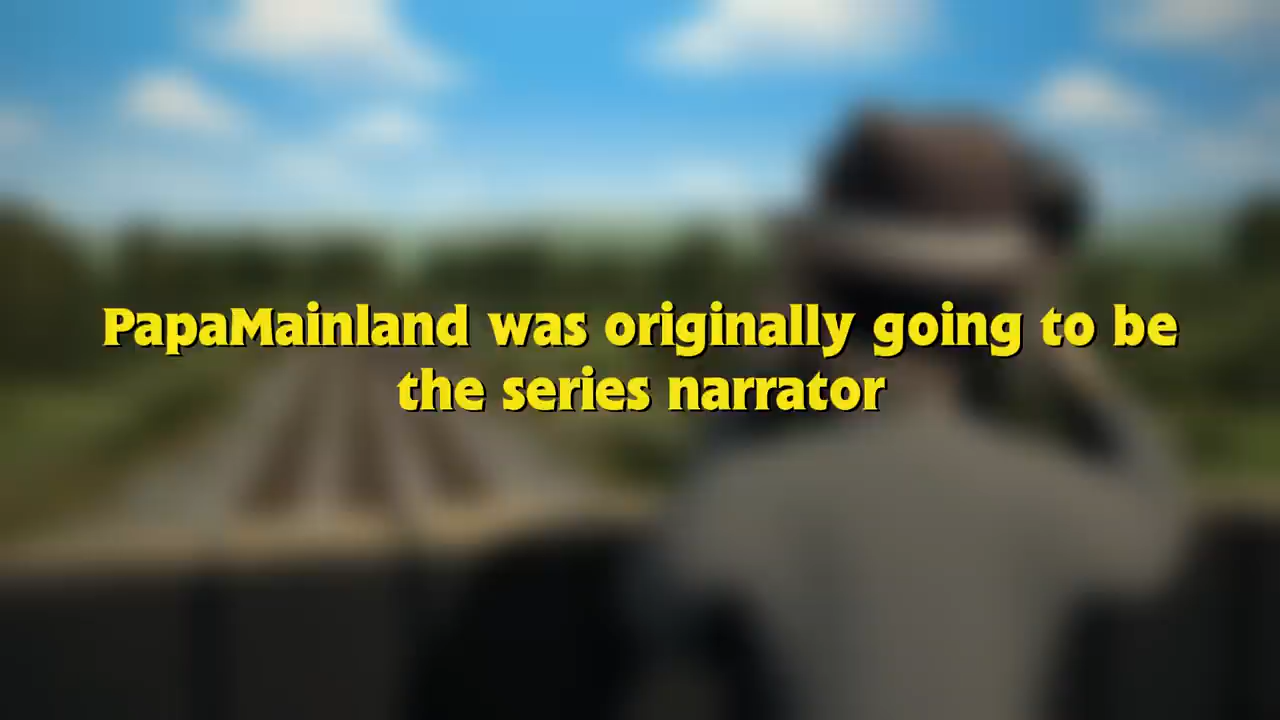 PapaMainland was originally going to be
the series narrator